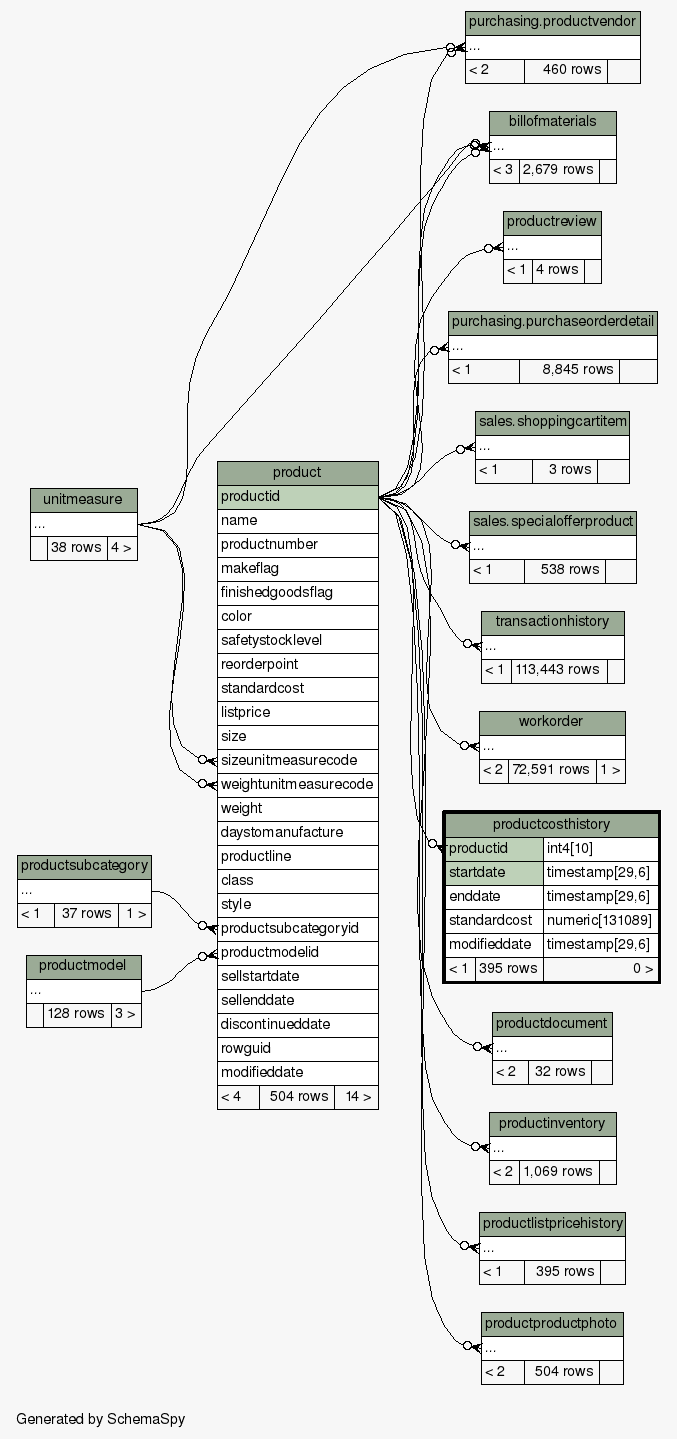 purchasing.productvendor
...
< 2 460 rows
billofmaterials
...
< 3 2,679 rows
productreview
...
< 1 4 rows
purchasing.purchaseorderdetail
...
< 1 8,845 rows
sales.shoppingcartitem
...
< 1 3 rows
sales.specialofferproduct
...
< 1 538 rows
transactionhistory
...
< 1 113,443 rows
workorder
...
< 2 72,591 rows 1 >
productcosthistory
productid int4[10]
startdate timestamp[29,6]
enddate timestamp[29,6]
standardcost numeric[131089]
modifieddate timestamp[29,6]
< 1 395 rows 0 >
productdocument
...
< 2 32 rows
productinventory
...
< 2 1,069 rows
productlistpricehistory
...
< 1 395 rows
productproductphoto
...
< 2 504 rows
product
productid
name
productnumber
makeflag
finishedgoodsflag
color
safetystocklevel
reorderpoint
standardcost
listprice
size
sizeunitmeasurecode
weightunitmeasurecode
weight
daystomanufacture
productline
class
style
productsubcategoryid
productmodelid
sellstartdate
sellenddate
discontinueddate
rowguid
modifieddate
< 4 504 rows 14 >
unitmeasure
...
38 rows 4 >
productsubcategory
...
< 1 37 rows 1 >
productmodel
...
128 rows 3 >
Generated by SchemaSpy